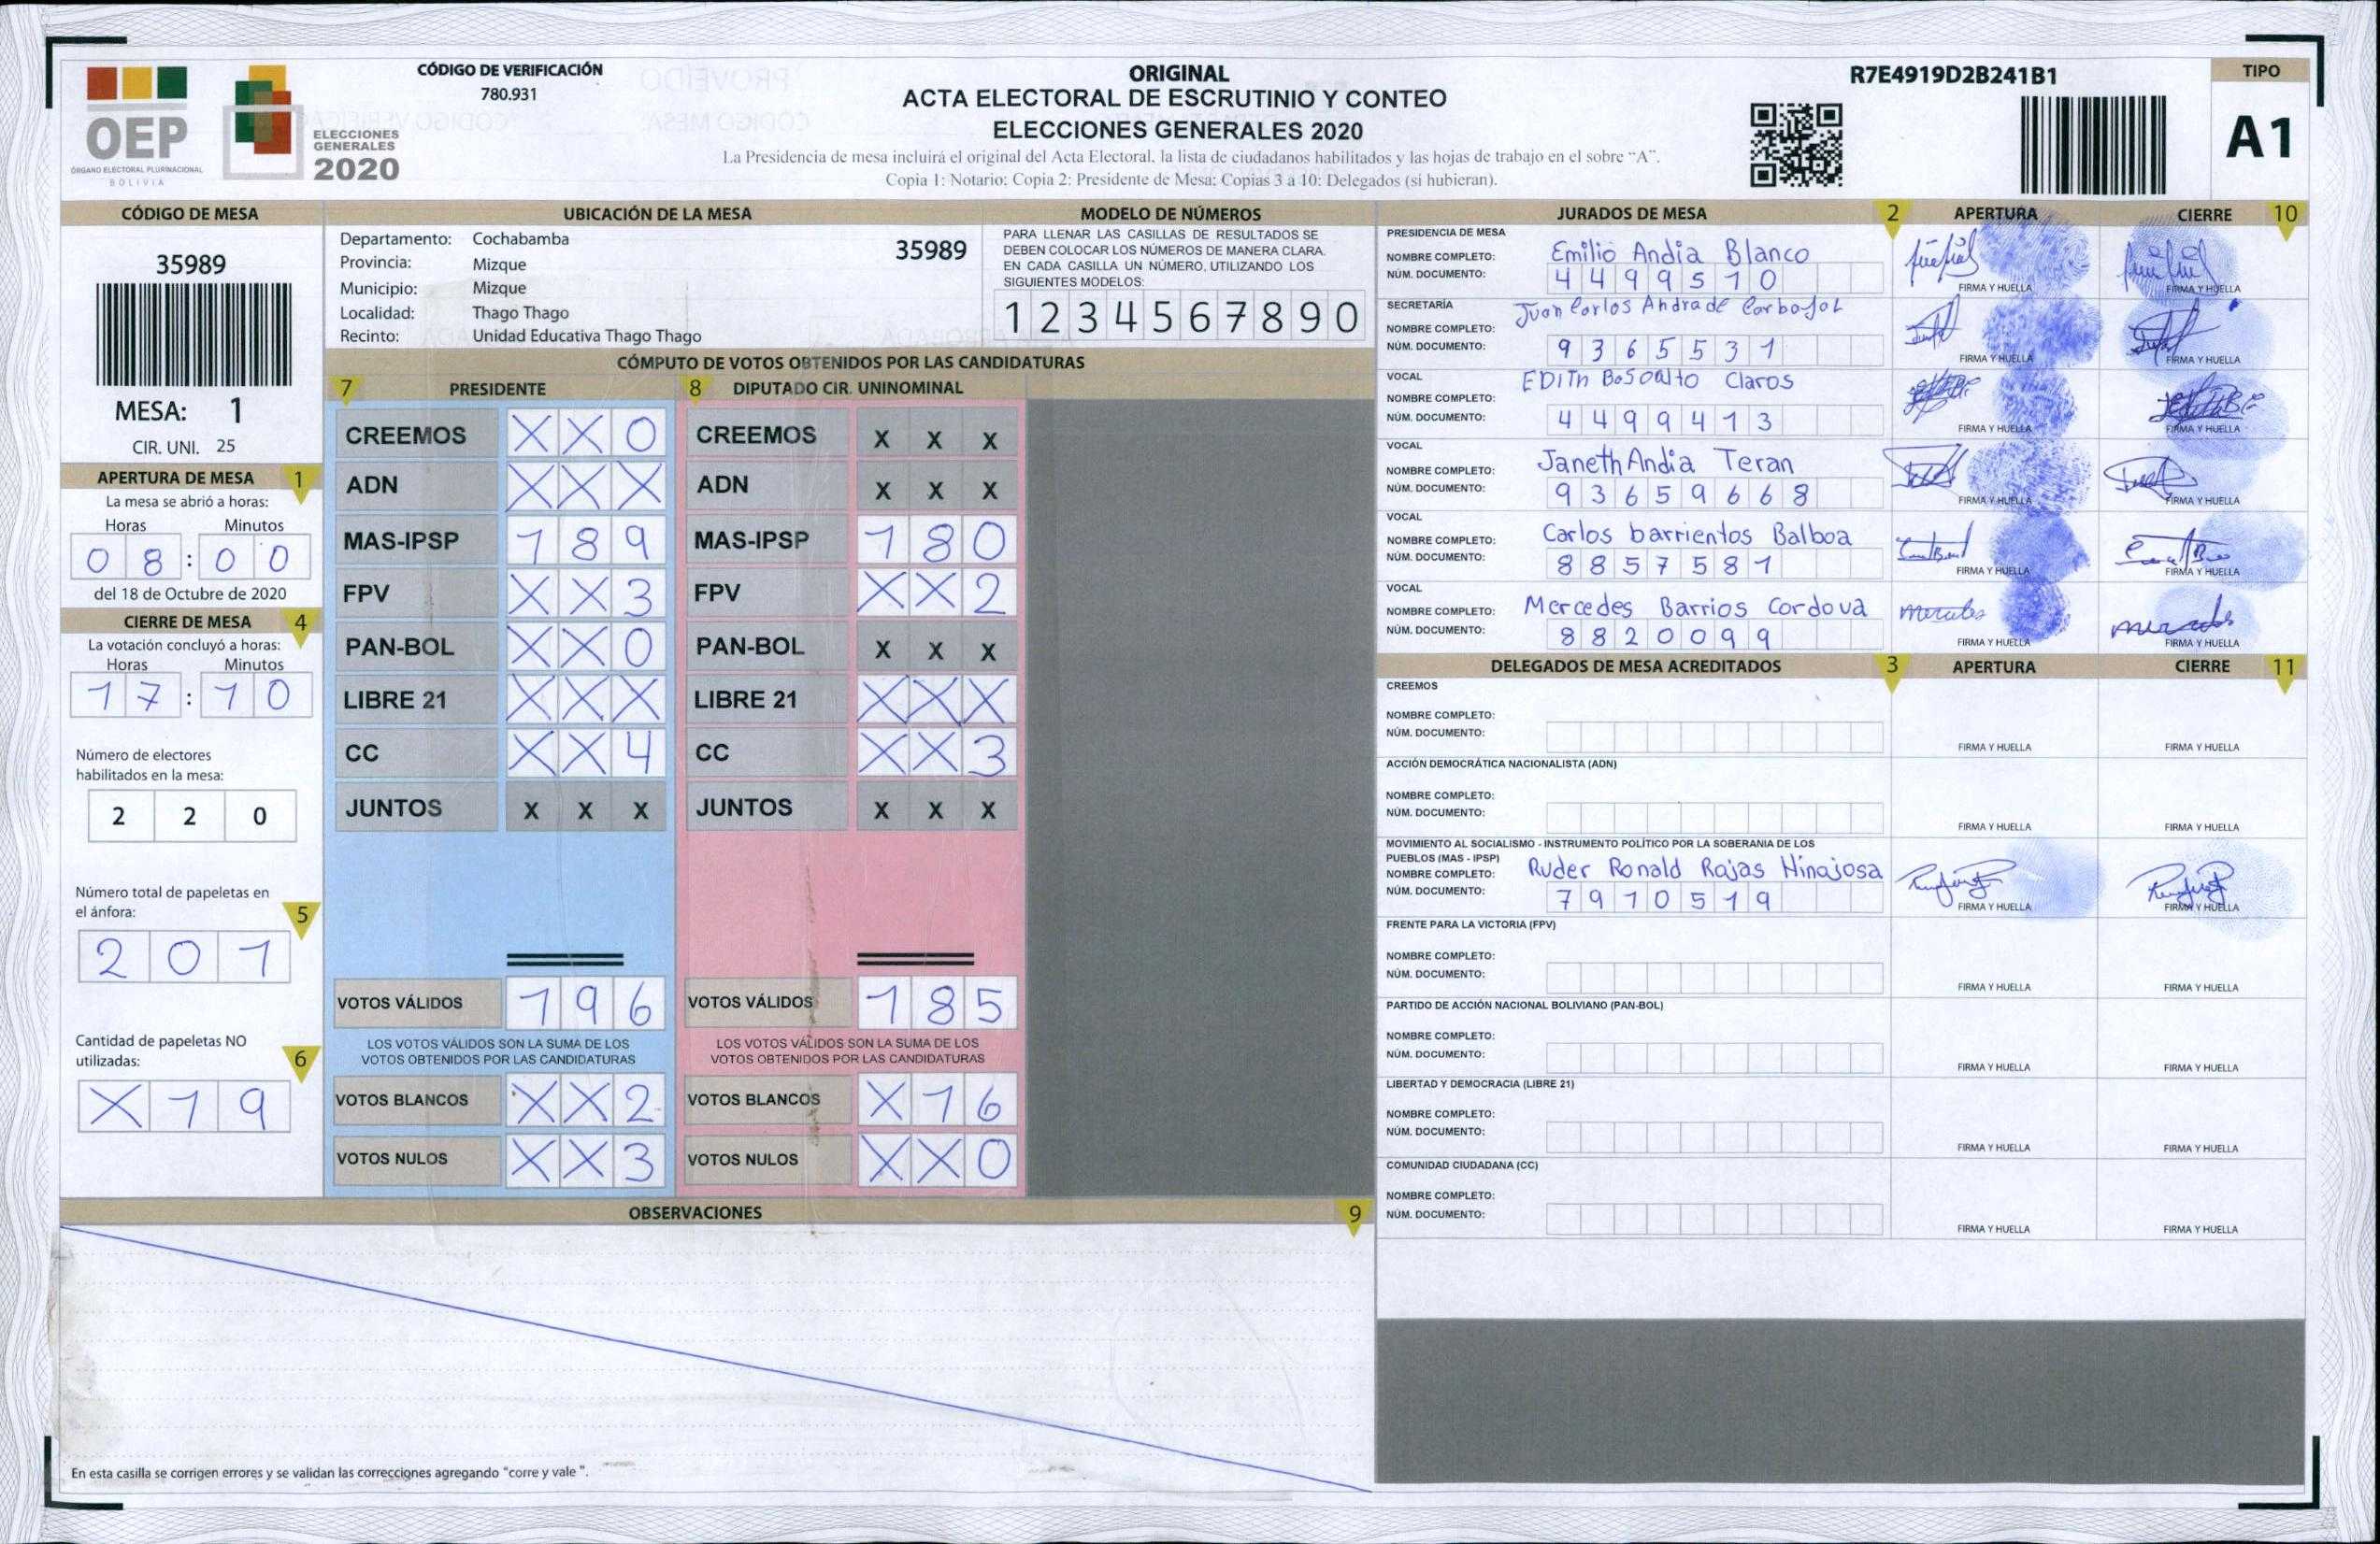 OEP
ÓRGANO ELECTORAL PLURINACIONAL
BOLIVIA
ELECCIONES
GENERALES
2020
CÓDIGO DE VERIFICACIÓN
780.931
ORIGINAL
ACTA ELECTORAL DE ESCRUTINIO Y CONTEO
ELECCIONES GENERALES 2020
La Presidencia de mesa incluirá el original del Acta Electoral, la lista de ciudadanos habilitados y las hojas de trabajo en el sobre “A”.
Copia 1: Notario; Copia 2: Presidente de Mesa; Copias 3 a 10: Delegados (si hubieran).
R7E4919D2B241B1
TIPO
A1
CÓDIGO DE MESA
35989
MESA: 1
CIR. UNI. 25
APERTURA DE MESA 1
La mesa se abrió a horas:
Horas Minutos
0 8 : 0 0
del 18 de Octubre de 2020
CIERRE DE MESA 4
La votación concluyó a horas:
Horas Minutos
1 7 : 1 0
Número de electores
habilitados en la mesa:
2 2 0
Número total de papeletas en
el ánfora: 5
2 0 1
Cantidad de papeletas NO
utilizadas: 6
X 1 9
UBICACIÓN DE LA MESA
Departamento: Cochabamba
Provincia: Mizque
Municipio: Mizque
Localidad: Thago Thago
Recinto: Unidad Educativa Thago Thago
35989
MODELO DE NÚMEROS
PARA LLENAR LAS CASILLAS DE RESULTADOS SE
DEBEN COLOCAR LOS NÚMEROS DE MANERA CLARA.
EN CADA CASILLA UN NÚMERO, UTILIZANDO LOS
SIGUIENTES MODELOS:
1 2 3 4 5 6 7 8 9 0
CÓMPUTO DE VOTOS OBTENIDOS POR LAS CANDIDATURAS
7 PRESIDENTE 8 DIPUTADO CIR. UNINOMINAL
CREEMOS X X 0 CREEMOS X X X
ADN X X X ADN X X X
MAS-IPSP 1 8 9 MAS-IPSP 1 8 0
FPV X X 3 FPV X X 2
PAN-BOL X X 0 PAN-BOL X X X
LIBRE 21 X X X LIBRE 21 X X X
CC X X 4 CC X X 3
JUNTOS X X X JUNTOS X X X
VOTOS VÁLIDOS 1 9 6 VOTOS VÁLIDOS 1 8 5
LOS VOTOS VÁLIDOS SON LA SUMA DE LOS LOS VOTOS VÁLIDOS SON LA SUMA DE LOS
VOTOS OBTENIDOS POR LAS CANDIDATURAS VOTOS OBTENIDOS POR LAS CANDIDATURAS
VOTOS BLANCOS X X 2 VOTOS BLANCOS X 1 6
VOTOS NULOS X X 3 VOTOS NULOS X X 0
OBSERVACIONES 9
En esta casilla se corrigen errores y se validan las correcciones agregando "corre y vale ".
JURADOS DE MESA 2 APERTURA CIERRE 10
PRESIDENCIA DE MESA
NOMBRE COMPLETO: Emilio Andia Blanco
NÚM. DOCUMENTO: 4 4 9 9 5 1 0
FIRMA Y HUELLA FIRMA Y HUELLA
SECRETARÍA
NOMBRE COMPLETO: Juan Carlos Andrade Carbajol
NÚM. DOCUMENTO: 9 3 6 5 5 3 1
FIRMA Y HUELLA FIRMA Y HUELLA
VOCAL
NOMBRE COMPLETO: EDITH Claros
NÚM. DOCUMENTO: 4 4 9 9 4 1 3
FIRMA Y HUELLA FIRMA Y HUELLA
VOCAL
NOMBRE COMPLETO: Janeth Andia Teran
NÚM. DOCUMENTO: 9 3 6 5 9 6 6 8
FIRMA Y HUELLA FIRMA Y HUELLA
VOCAL
NOMBRE COMPLETO: Carlos barrientos Balboa
NÚM. DOCUMENTO: 8 8 5 7 5 8 1
FIRMA Y HUELLA FIRMA Y HUELLA
VOCAL
NOMBRE COMPLETO: Mercedes Barrios Cordova
NÚM. DOCUMENTO: 8 8 2 0 0 9 9
FIRMA Y HUELLA FIRMA Y HUELLA
DELEGADOS DE MESA ACREDITADOS 3 APERTURA CIERRE 11
CREEMOS
NOMBRE COMPLETO:
NÚM. DOCUMENTO:
FIRMA Y HUELLA FIRMA Y HUELLA
ACCIÓN DEMOCRÁTICA NACIONALISTA (ADN)
NOMBRE COMPLETO:
NÚM. DOCUMENTO:
FIRMA Y HUELLA FIRMA Y HUELLA
MOVIMIENTO AL SOCIALISMO - INSTRUMENTO POLÍTICO POR LA SOBERANIA DE LOS
PUEBLOS (MAS - IPSP)
NOMBRE COMPLETO: Ruder Ronald Rojas Hinojosa
NÚM. DOCUMENTO: 7 9 1 0 5 1 9
FIRMA Y HUELLA FIRMA Y HUELLA
FRENTE PARA LA VICTORIA (FPV)
NOMBRE COMPLETO:
NÚM. DOCUMENTO:
FIRMA Y HUELLA FIRMA Y HUELLA
PARTIDO DE ACCIÓN NACIONAL BOLIVIANO (PAN-BOL)
NOMBRE COMPLETO:
NÚM. DOCUMENTO:
FIRMA Y HUELLA FIRMA Y HUELLA
LIBERTAD Y DEMOCRACIA (LIBRE 21)
NOMBRE COMPLETO:
NÚM. DOCUMENTO:
FIRMA Y HUELLA FIRMA Y HUELLA
COMUNIDAD CIUDADANA (CC)
NOMBRE COMPLETO:
NÚM. DOCUMENTO:
FIRMA Y HUELLA FIRMA Y HUELLA